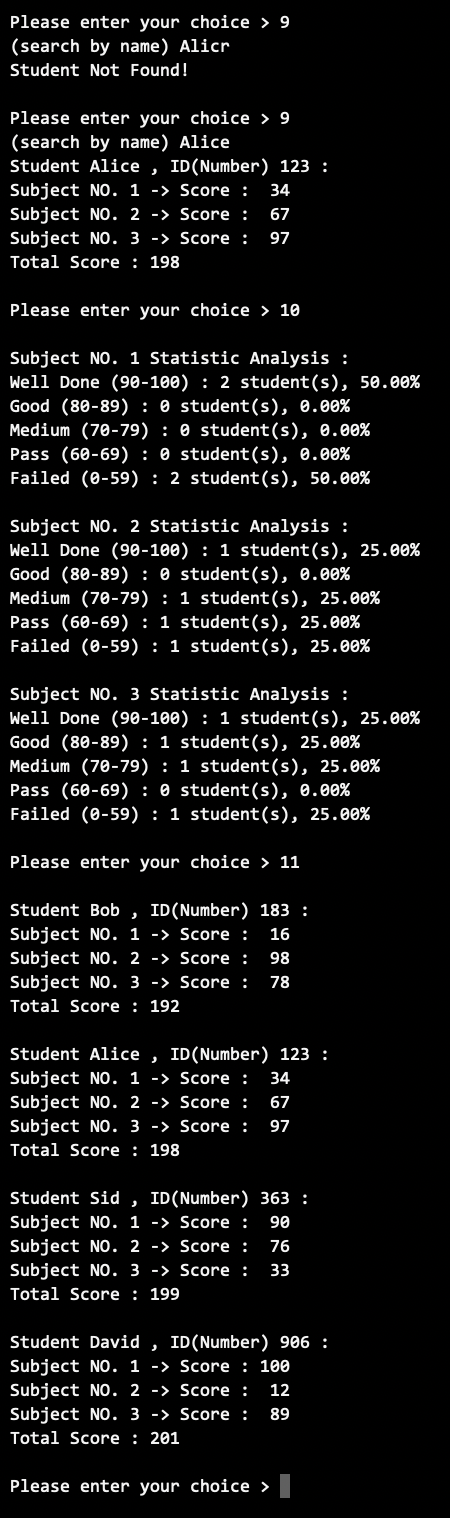 Please enter your choice > 9
(search by name) Alicr
Student Not Found!
Please enter your choice > 9
(search by name) Alice
Student Alice , ID(Number) 123 :
Subject NO. 1 -> Score :  34
Subject NO. 2 -> Score :  67
Subject NO. 3 -> Score :  97
Total Score : 198
Please enter your choice > 10
Subject NO. 1 Statistic Analysis :
Well Done (90-100) : 2 student(s), 50.00%
Good (80-89) : 0 student(s), 0.00%
Medium (70-79) : 0 student(s), 0.00%
Pass (60-69) : 0 student(s), 0.00%
Failed (0-59) : 2 student(s), 50.00%
Subject NO. 2 Statistic Analysis :
Well Done (90-100) : 1 student(s), 25.00%
Good (80-89) : 0 student(s), 0.00%
Medium (70-79) : 1 student(s), 25.00%
Pass (60-69) : 1 student(s), 25.00%
Failed (0-59) : 1 student(s), 25.00%
Subject NO. 3 Statistic Analysis :
Well Done (90-100) : 1 student(s), 25.00%
Good (80-89) : 1 student(s), 25.00%
Medium (70-79) : 1 student(s), 25.00%
Pass (60-69) : 0 student(s), 0.00%
Failed (0-59) : 1 student(s), 25.00%
Please enter your choice > 11
Student Bob , ID(Number) 183 :
Subject NO. 1 -> Score :  16
Subject NO. 2 -> Score :  98
Subject NO. 3 -> Score :  78
Total Score : 192
Student Alice , ID(Number) 123 :
Subject NO. 1 -> Score :  34
Subject NO. 2 -> Score :  67
Subject NO. 3 -> Score :  97
Total Score : 198
Student Sid , ID(Number) 363 :
Subject NO. 1 -> Score :  90
Subject NO. 2 -> Score :  76
Subject NO. 3 -> Score :  33
Total Score : 199
Student David , ID(Number) 906 :
Subject NO. 1 -> Score : 100
Subject NO. 2 -> Score :  12
Subject NO. 3 -> Score :  89
Total Score : 201
Please enter your choice >